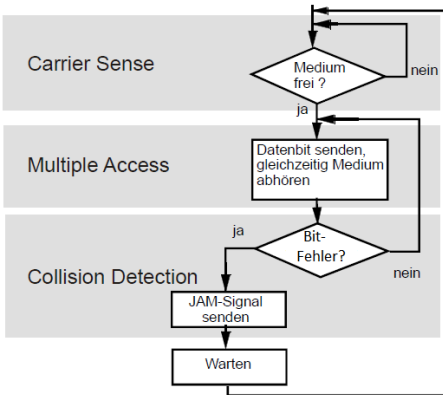 Carrier Sense
Medium
frei ?
nein
ja
Multiple Access
Datenbit senden,
gleichzeitig Medium
abhören
Collision Detection
ja
Bit-
Fehler?
nein
JAM-Signal
senden
Warten